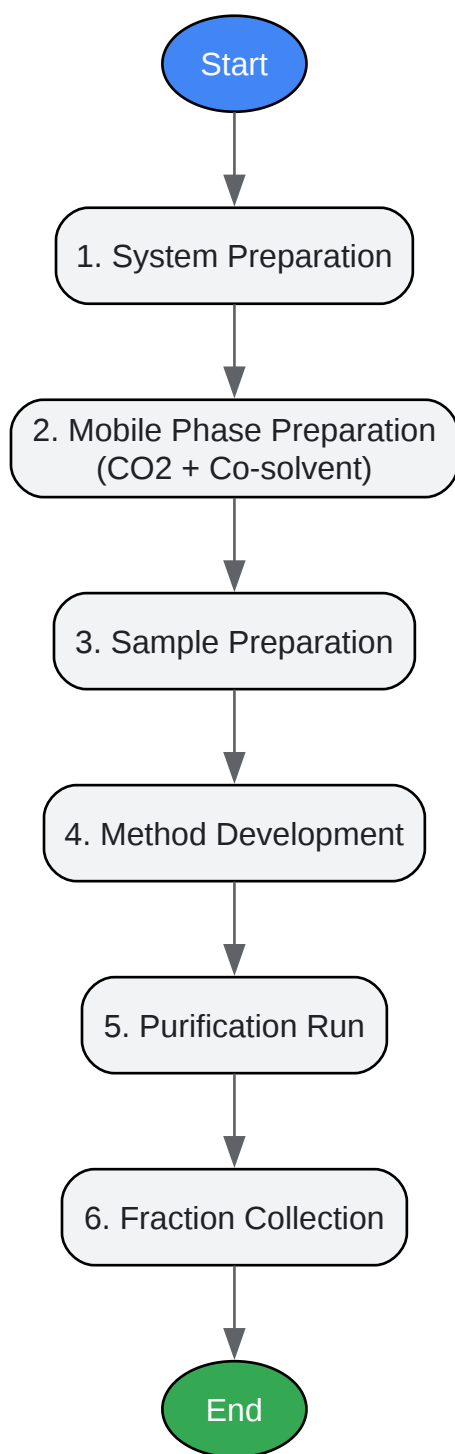 Start
1. System Preparation
2. Mobile Phase Preparation
(CO2 + Co-solvent)
3. Sample Preparation
4. Method Development
5. Purification Run
6. Fraction Collection
End